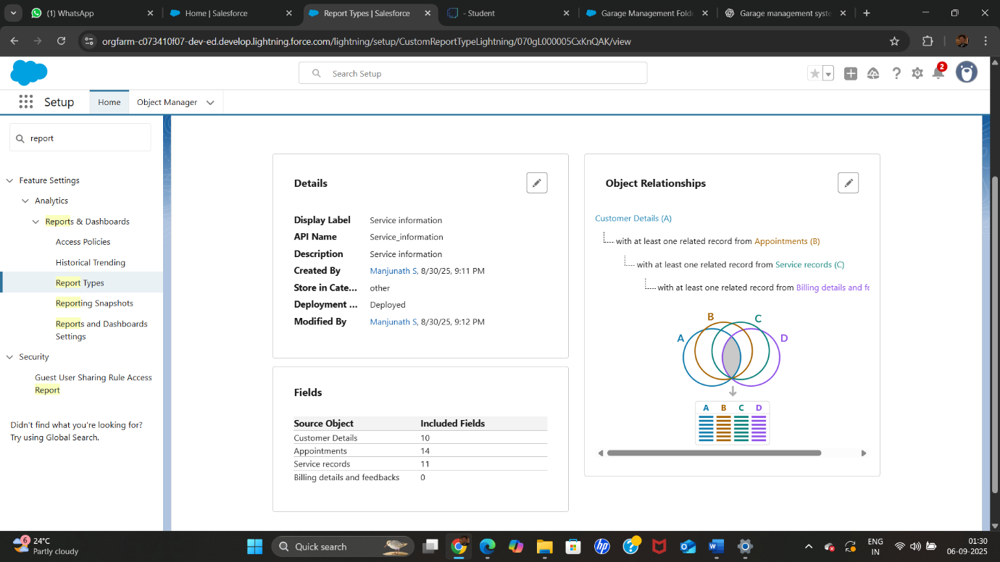 (1) WhatsApp
Home | Salesforce
Report Types | Salesforce
- Student
Garage Management Fold
Garage management syste
orgfarm-c073410f07-dev-ed.develop.lightning.force.com/lightning/setup/CustomReportTypeLightning/070gL000005CxKnQAK/view
Search Setup
2
Setup
Home
Object Manager
report
Feature Settings
Analytics
Reports & Dashboards
Access Policies
Historical Trending
Report Types
Reporting Snapshots
Reports and Dashboards
Settings
Security
Guest User Sharing Rule Access
Report
Didn't find what you're looking for?
Try using Global Search.
Details
Display Label Service information
API Name Service_information
Description Service information
Created By Manjunath S, 8/30/25, 9:11 PM
Store in Cate... other
Deployment ... Deployed
Modified By Manjunath S, 8/30/25, 9:12 PM
Fields
Source Object Included Fields
Customer Details 10
Appointments 14
Service records 11
Billing details and feedbacks 0
Object Relationships
Customer Details (A)
with at least one related record from Appointments (B)
with at least one related record from Service records (C)
with at least one related record from Billing details and fe
B
C
A
D
A B C D
6
24°C
Partly cloudy
Quick search
hp
ENG
IN
01:30
06-09-2025